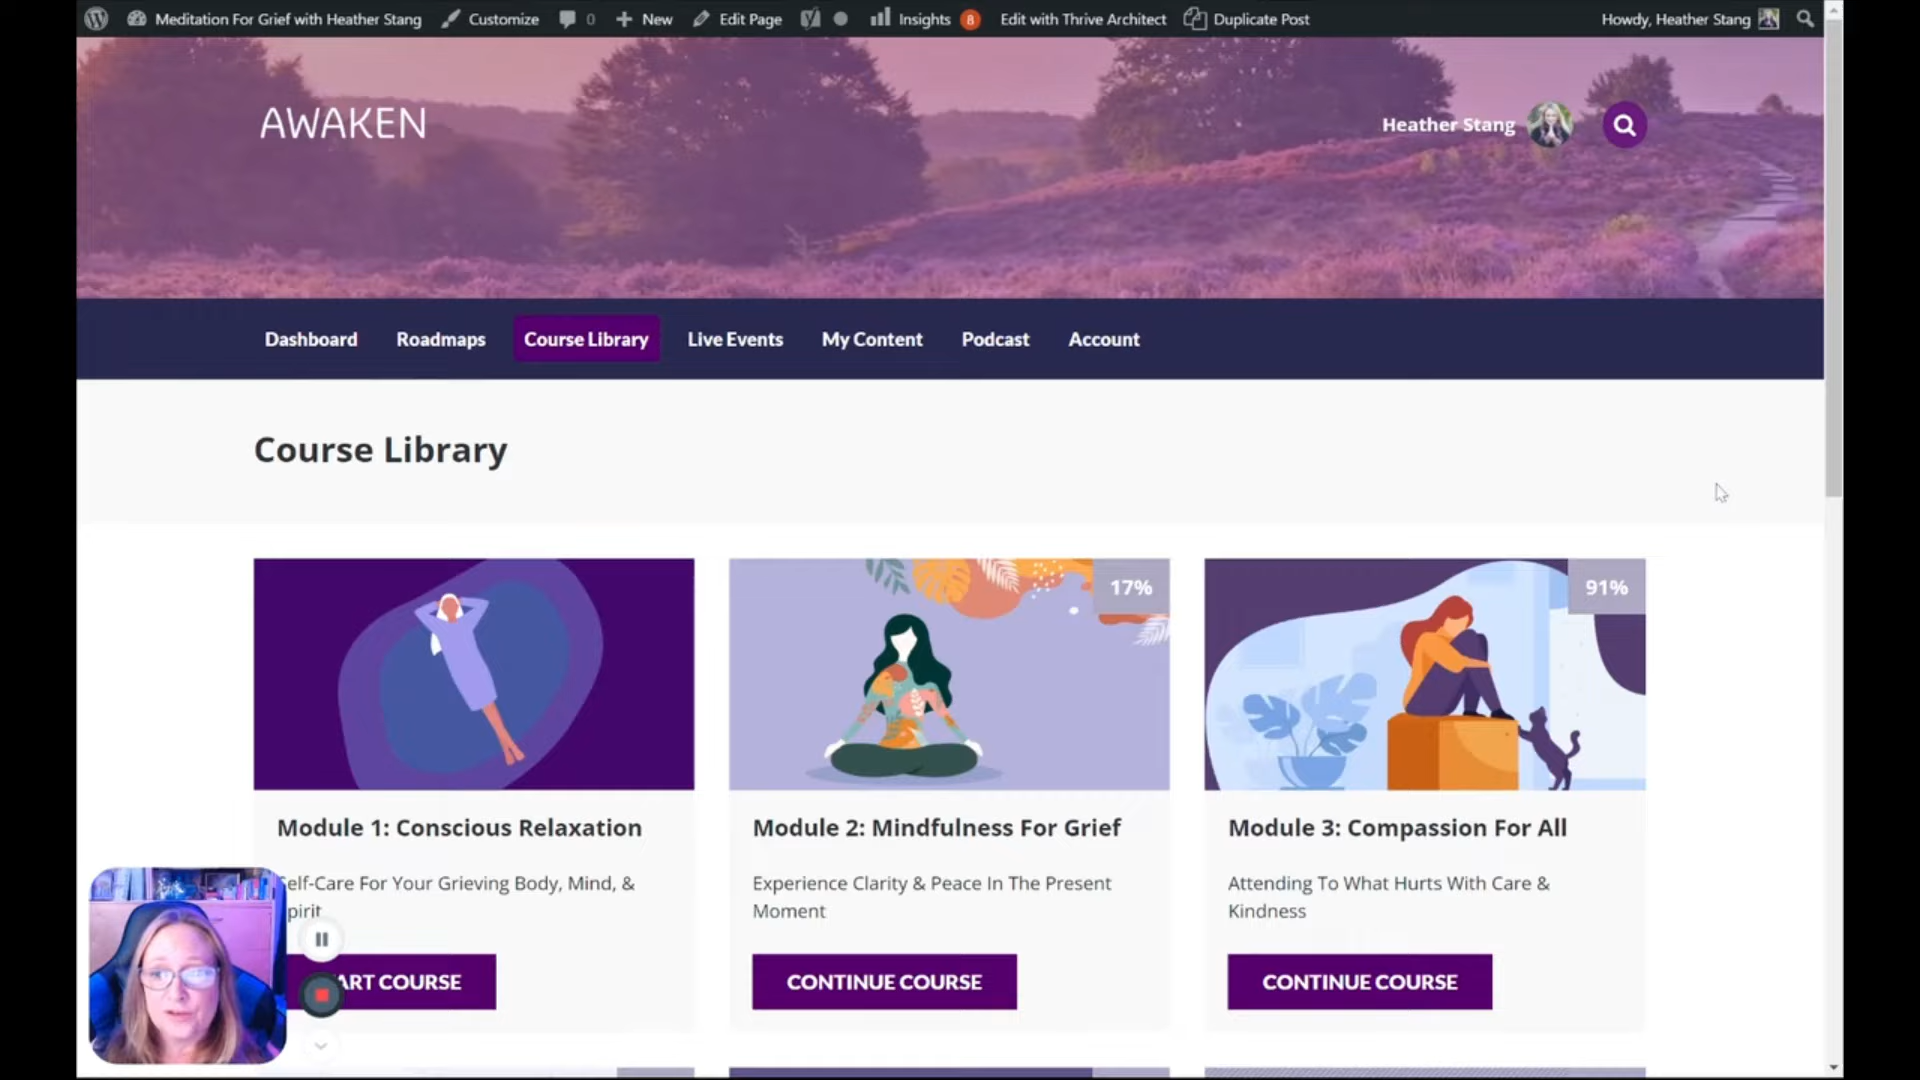 Meditation For Grief with Heather Stang Customize 0 New Edit Page Insights 8 Edit with Thrive Architect Duplicate Post Howdy, Heather Stang
AWAKEN
Heather Stang
Dashboard Roadmaps Course Library Live Events My Content Podcast Account
Course Library
17%
91%
Module 1: Conscious Relaxation
Self-Care For Your Grieving Body, Mind, &
pirit
ART COURSE
Module 2: Mindfulness For Grief
Experience Clarity & Peace In The Present
Moment
CONTINUE COURSE
Module 3: Compassion For All
Attending To What Hurts With Care &
Kindness
CONTINUE COURSE